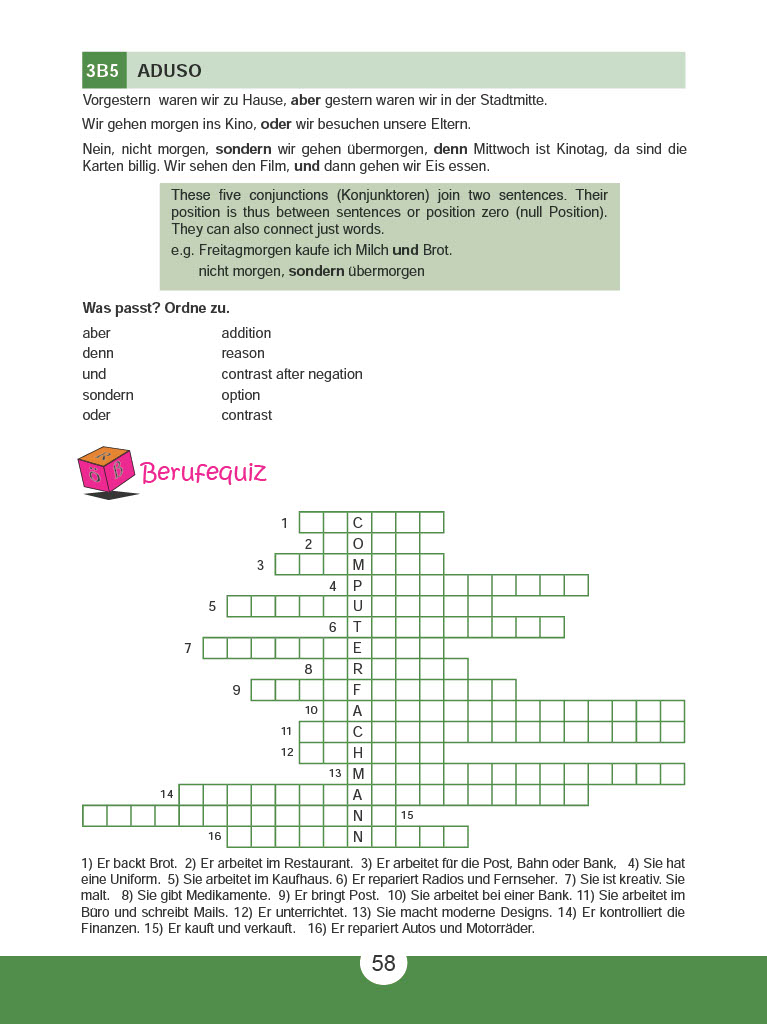 3B5 ADUSO
Vorgestern waren wir zu Hause, aber gestern waren wir in der Stadtmitte.
Wir gehen morgen ins Kino, oder wir besuchen unsere Eltern.
Nein, nicht morgen, sondern wir gehen übermorgen, denn Mittwoch ist Kinotag, da sind die
Karten billig. Wir sehen den Film, und dann gehen wir Eis essen.
These five conjunctions (Konjunktoren) join two sentences. Their
position is thus between sentences or position zero (null Position).
They can also connect just words.
e.g. Freitagmorgen kaufe ich Milch und Brot.
nicht morgen, sondern übermorgen
Was passt? Ordne zu.
aber addition
denn reason
und contrast after negation
sondern option
oder contrast
Berufequiz
1 C
2 O
3 M
4 P
5 U
6 T
7 E
8 R
9 F
10 A
11 C
12 H
13 M
14 A
N 15
16 N
1) Er backt Brot. 2) Er arbeitet im Restaurant. 3) Er arbeitet für die Post, Bahn oder Bank, 4) Sie hat
eine Uniform. 5) Sie arbeitet im Kaufhaus. 6) Er repariert Radios und Fernseher. 7) Sie ist kreativ. Sie
malt. 8) Sie gibt Medikamente. 9) Er bringt Post. 10) Sie arbeitet bei einer Bank. 11) Sie arbeitet im
Büro und schreibt Mails. 12) Er unterrichtet. 13) Sie macht moderne Designs. 14) Er kontrolliert die
Finanzen. 15) Er kauft und verkauft. 16) Er repariert Autos und Motorräder.
58